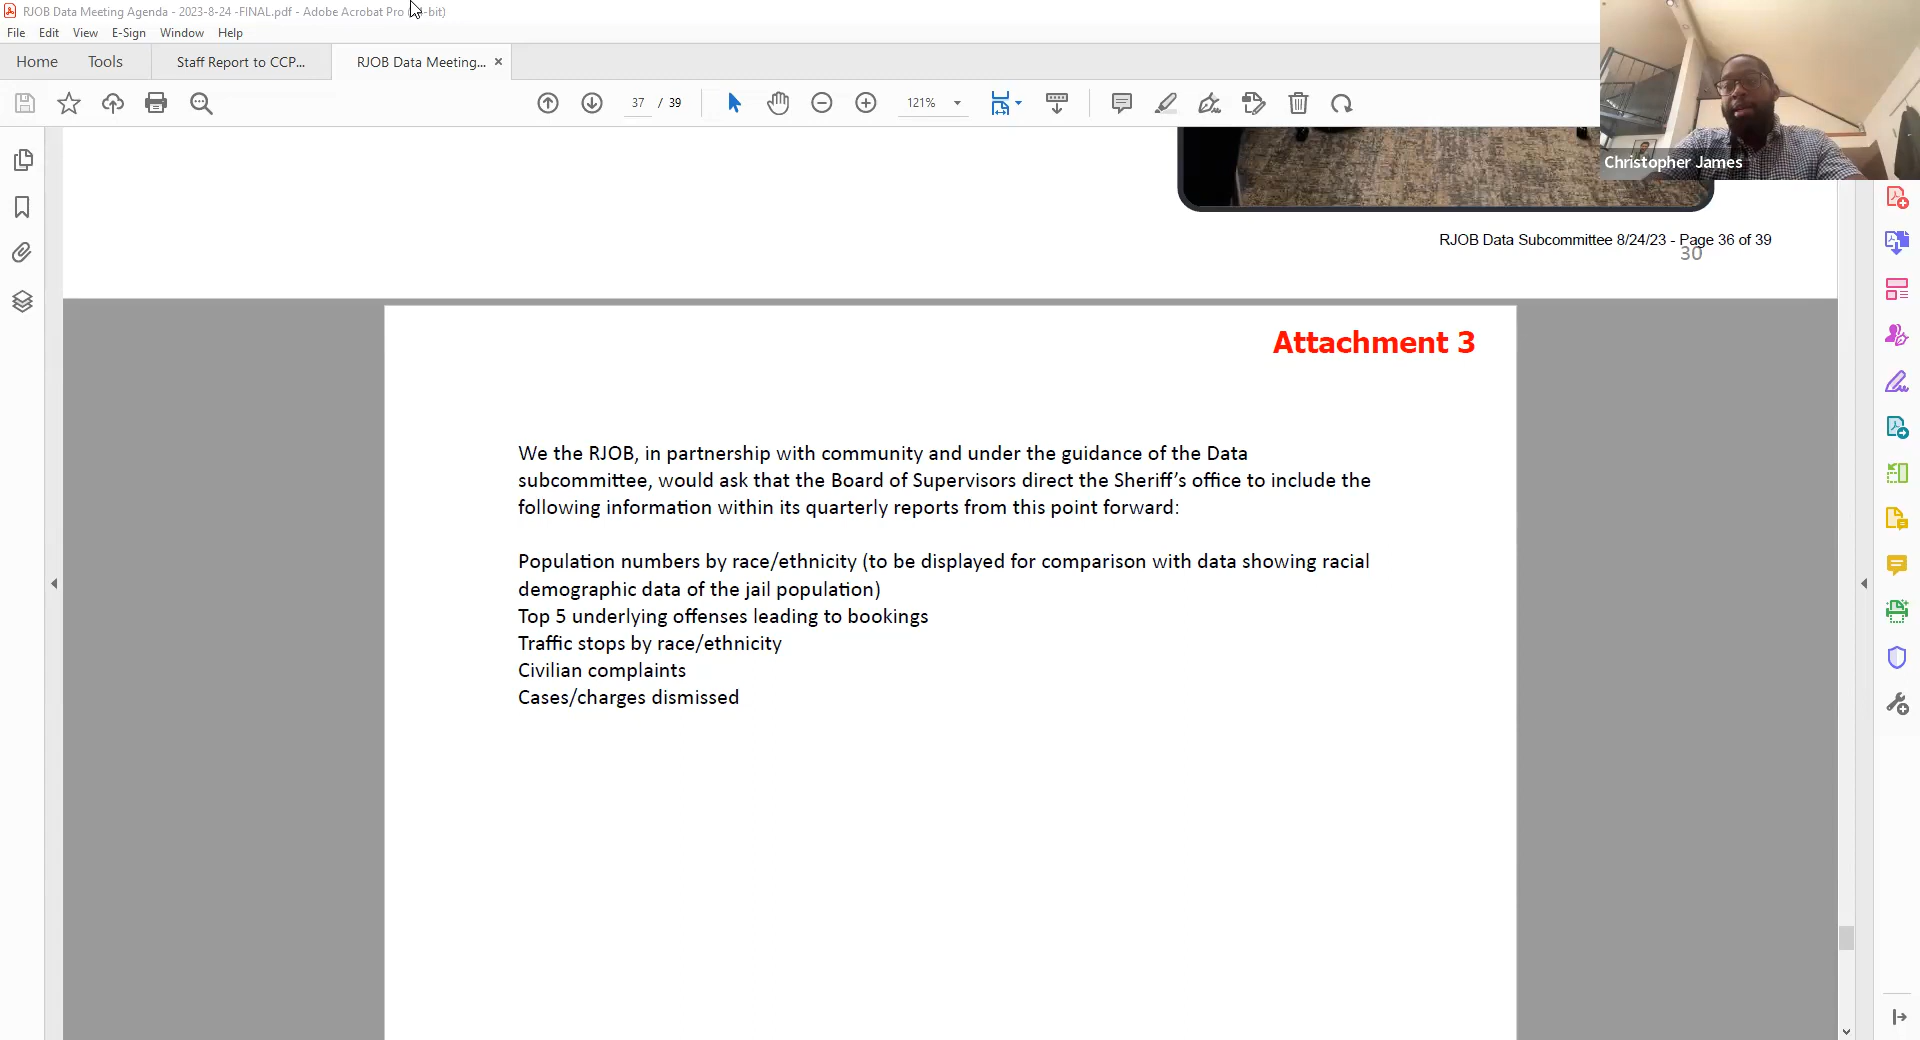 RJOB Data Meeting Agenda - 2023-8-24 -FINAL.pdf - Adobe Acrobat Pro -bit)
File Edit View E-Sign Window Help
Home Tools Staff Report to CCP... RJOB Data Meeting... ×
37 / 39 121%
Christopher James
RJOB Data Subcommittee 8/24/23 - Page 36 of 39
30
Attachment 3
We the RJOB, in partnership with community and under the guidance of the Data
subcommittee, would ask that the Board of Supervisors direct the Sheriff’s office to include the
following information within its quarterly reports from this point forward:
Population numbers by race/ethnicity (to be displayed for comparison with data showing racial
demographic data of the jail population)
Top 5 underlying offenses leading to bookings
Traffic stops by race/ethnicity
Civilian complaints
Cases/charges dismissed